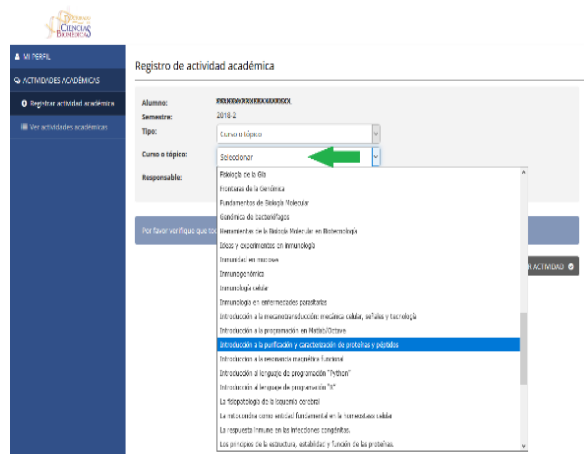 Ciencias
Biomédicas
MI PERFIL
ACTIVIDADES ACADÉMICAS
Registrar actividad académica
Ver actividades académicas
Registro de actividad académica
Alumno:
Semestre: 2018-2
Tipo: Curso o tópico
Curso o tópico: Seleccionar
Responsable:
Fisiología de la Glía
Fronteras de la Genómica
Fundamentos de Biología Molecular
Genómica de bacteriófagos
Herramientas de la Biología Molecular en Biotecnología
Ideas y experimentos en inmunología
Inmunidad en mucosas
Inmunogenómica
Inmunología celular
Inmunología en enfermedades parasitarias
Introducción a la mecanotransducción: mecánica celular, señales y tecnología
Introducción a la programación en Matlab/Octave
Introducción a la purificación y caracterización de proteínas y péptidos
Introducción a la resonancia magnética funcional
Introducción al lenguaje de programación "Python"
Introducción al lenguaje de programación "R"
La fisiopatología de la isquemia cerebral
La mitocondria como entidad fundamental en la homeostasis celular
La respuesta inmune en las infecciones congénitas.
Los principios de la estructura, estabilidad y función de las proteínas.
Por favor verifique que
ACTIVIDAD